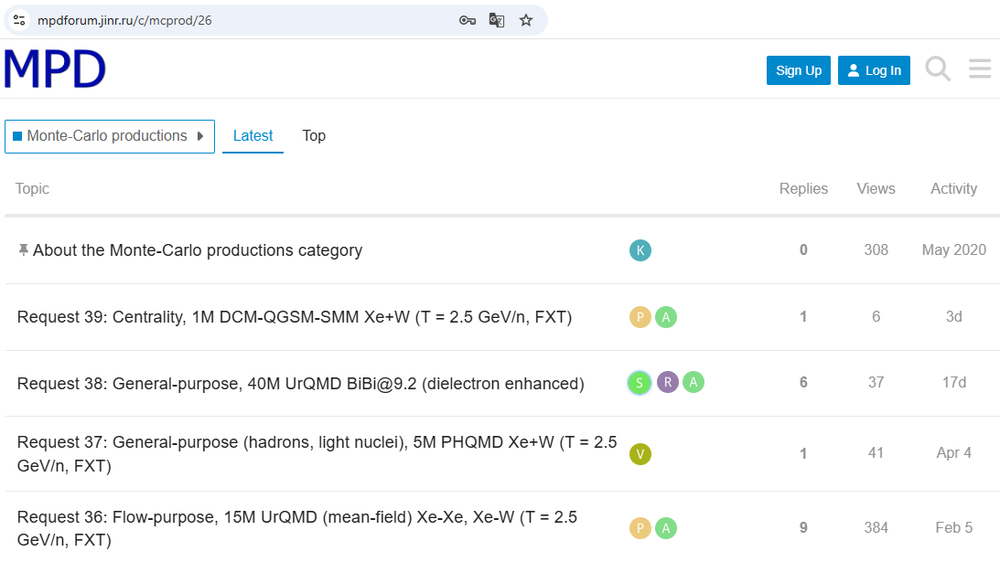 mpdforum.jinr.ru/c/mcprod/26
MPD
Sign Up
Log In
Monte-Carlo productions
Latest
Top
Topic
Replies
Views
Activity
About the Monte-Carlo productions category
K
0
308
May 2020
Request 39: Centrality, 1M DCM-QGSM-SMM Xe+W (T = 2.5 GeV/n, FXT)
P
A
1
6
3d
Request 38: General-purpose, 40M UrQMD BiBi@9.2 (dielectron enhanced)
S
R
A
6
37
17d
Request 37: General-purpose (hadrons, light nuclei), 5M PHQMD Xe+W (T = 2.5
GeV/n, FXT)
V
1
41
Apr 4
Request 36: Flow-purpose, 15M UrQMD (mean-field) Xe-Xe, Xe-W (T = 2.5
GeV/n, FXT)
P
A
9
384
Feb 5